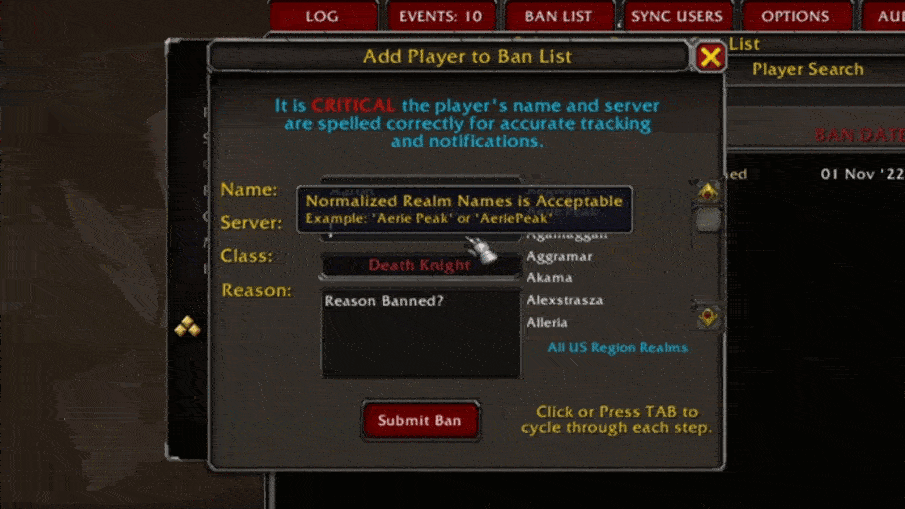 LOG
EVENTS: 10
BAN LIST
SYNC USERS
OPTIONS
AU
Add Player to Ban List
List
Player Search
It is CRITICAL the player's name and server
are spelled correctly for accurate tracking
and notifications.
BAN DATE
ed
01 Nov '22
Name:
Normalized Realm Names is Acceptable
Example: 'Aerie Peak' or 'AeriePeak'
Server:
Agamaggan
Class:
Death Knight
Aggramar
Akama
Reason:
Reason Banned?
Alexstrasza
Alleria
All US Region Realms
Submit Ban
Click or Press TAB to
cycle through each step.